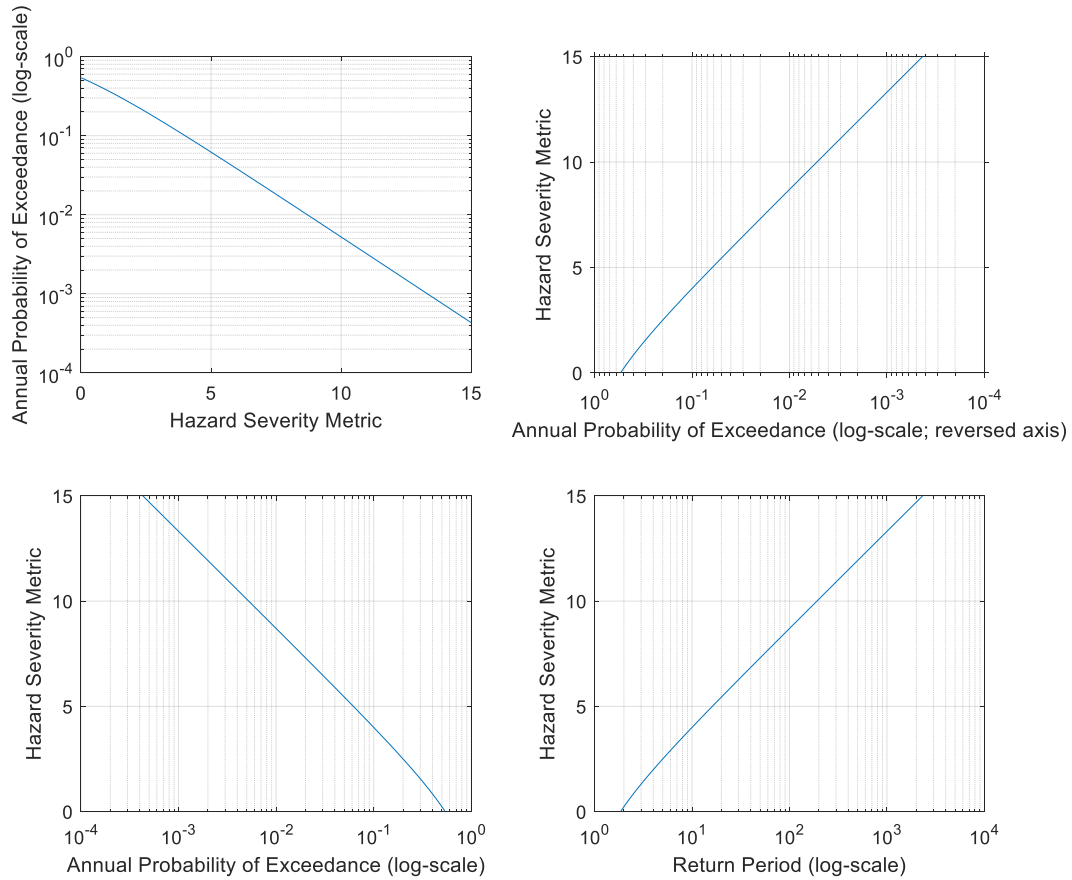 Annual Probability of Exceedance (log-scale)
10^0
10^-1
10^-2
10^-3
10^-4
0 5 10 15
Hazard Severity Metric
Hazard Severity Metric
15
10
5
0
10^0 10^-1 10^-2 10^-3 10^-4
Annual Probability of Exceedance (log-scale; reversed axis)
Hazard Severity Metric
15
10
5
0
10^-4 10^-3 10^-2 10^-1 10^0
Annual Probability of Exceedance (log-scale)
Hazard Severity Metric
15
10
5
0
10^0 10^1 10^2 10^3 10^4
Return Period (log-scale)